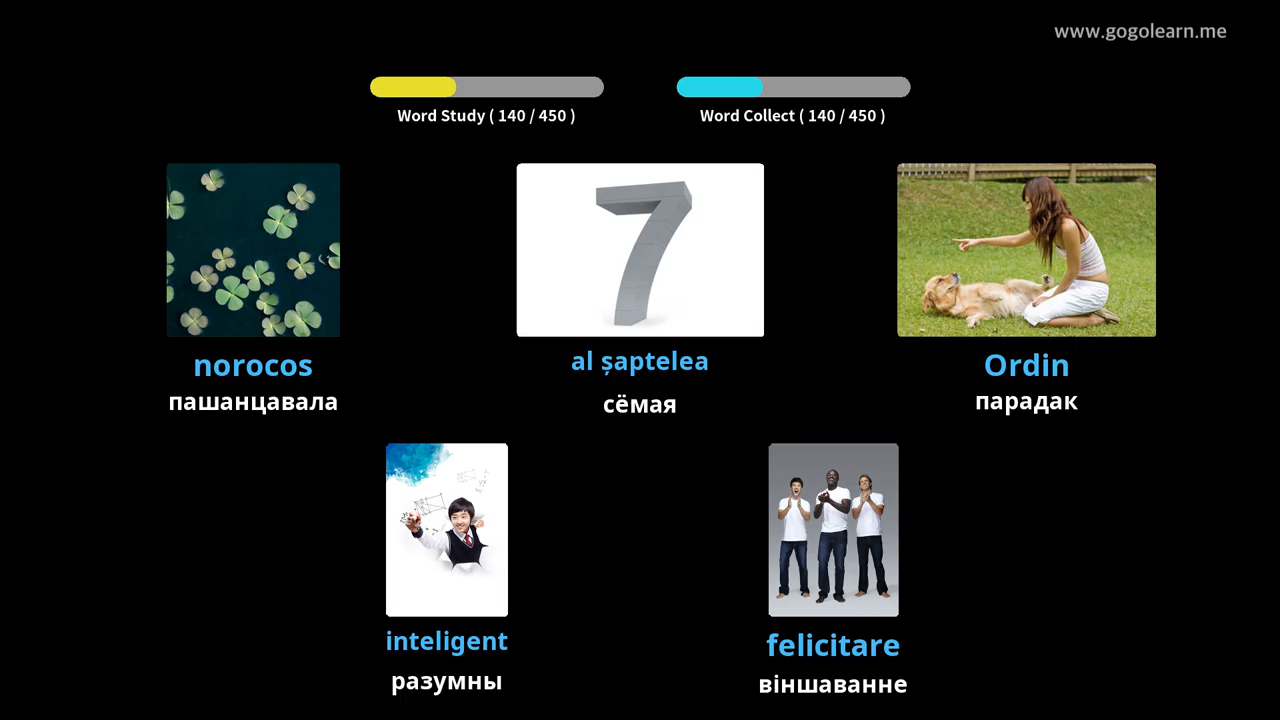 www.gogolearn.me
Word Study ( 140 / 450 )
Word Collect ( 140 / 450 )
7
norocos
al șaptelea
Ordin
пашанцавала
сёмая
парадак
inteligent
felicitare
разумны
віншаванне